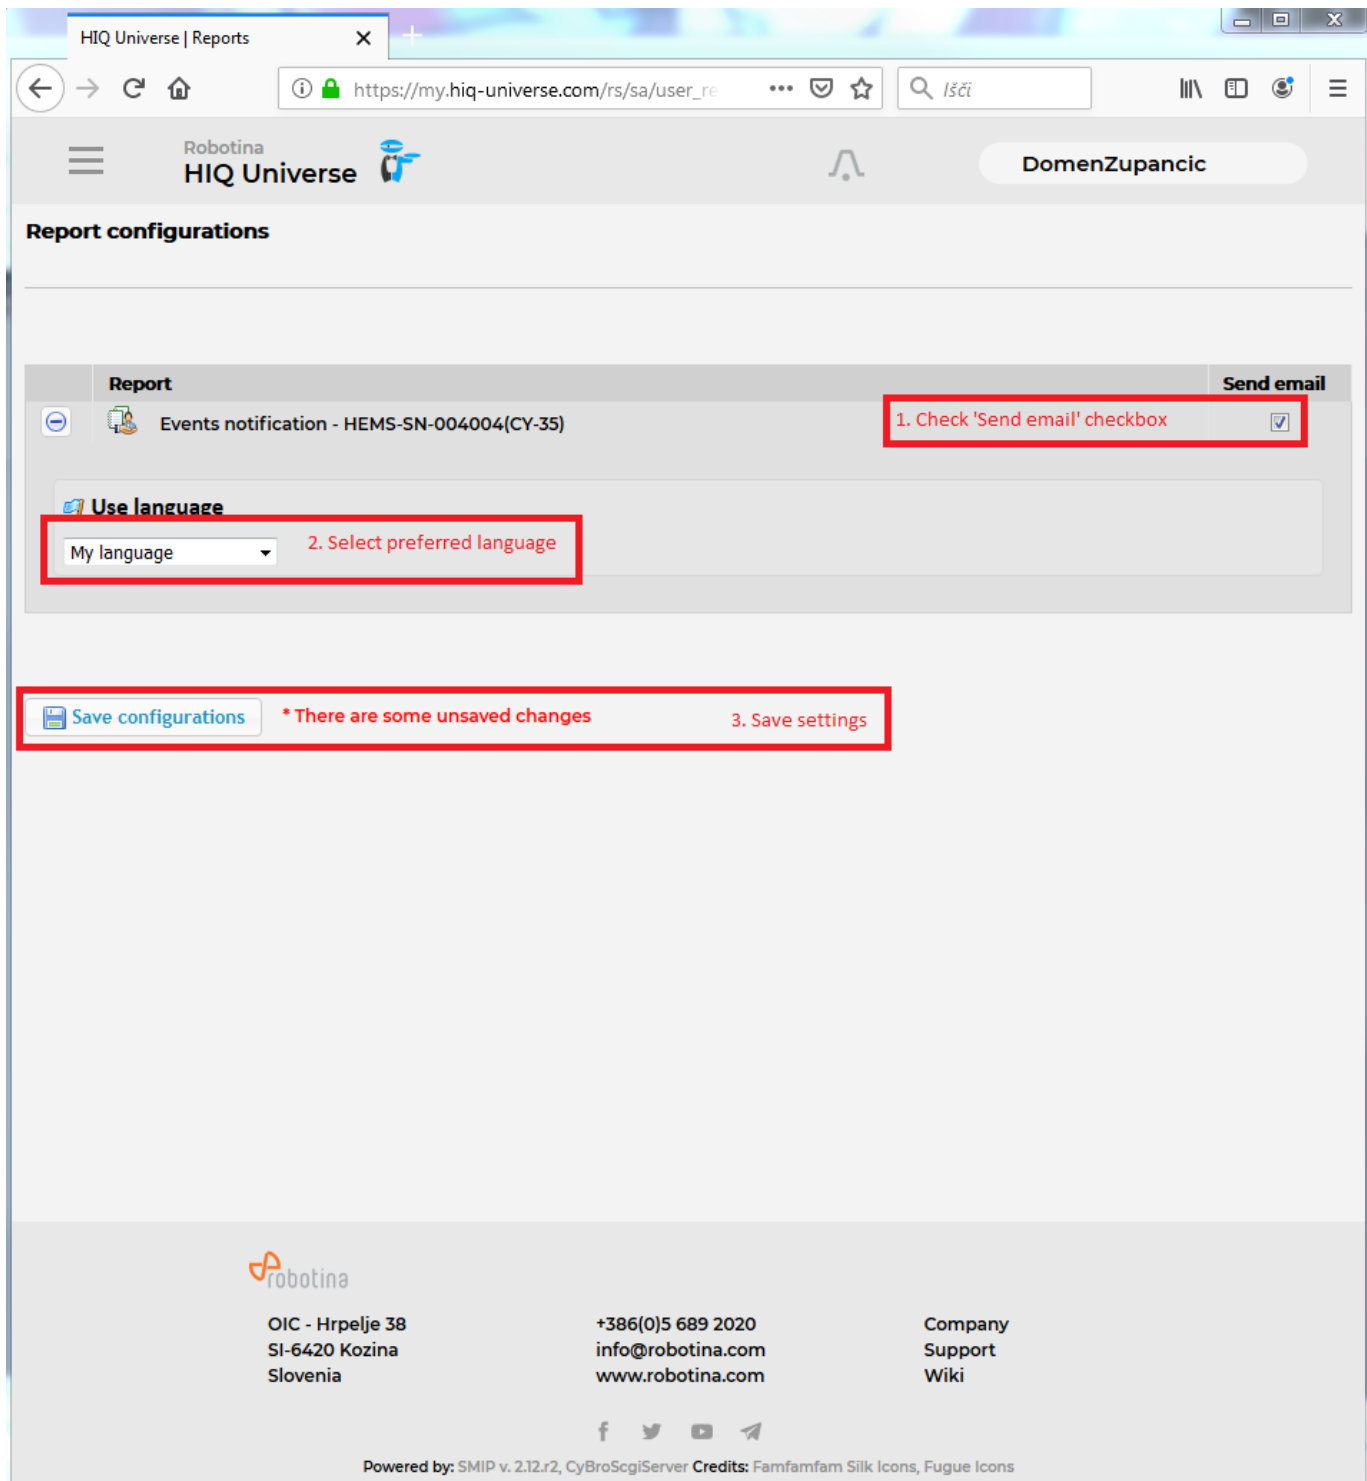 HIQ Universe | Reports
https://my.hiq-universe.com/rs/sa/user_re
Išči
Robotina
HIQ Universe
DomenZupancic
Report configurations
Report
Send email
Events notification - HEMS-SN-004004(CY-35)
1. Check 'Send email' checkbox
Use language
My language
2. Select preferred language
Save configurations
* There are some unsaved changes
3. Save settings
robotina
OIC - Hrpelje 38
+386(0)5 689 2020
Company
SI-6420 Kozina
info@robotina.com
Support
Slovenia
www.robotina.com
Wiki
Powered by: SMIP v. 2.12.r2, CyBroScgiServer Credits: Famfamfam Silk Icons, Fugue Icons